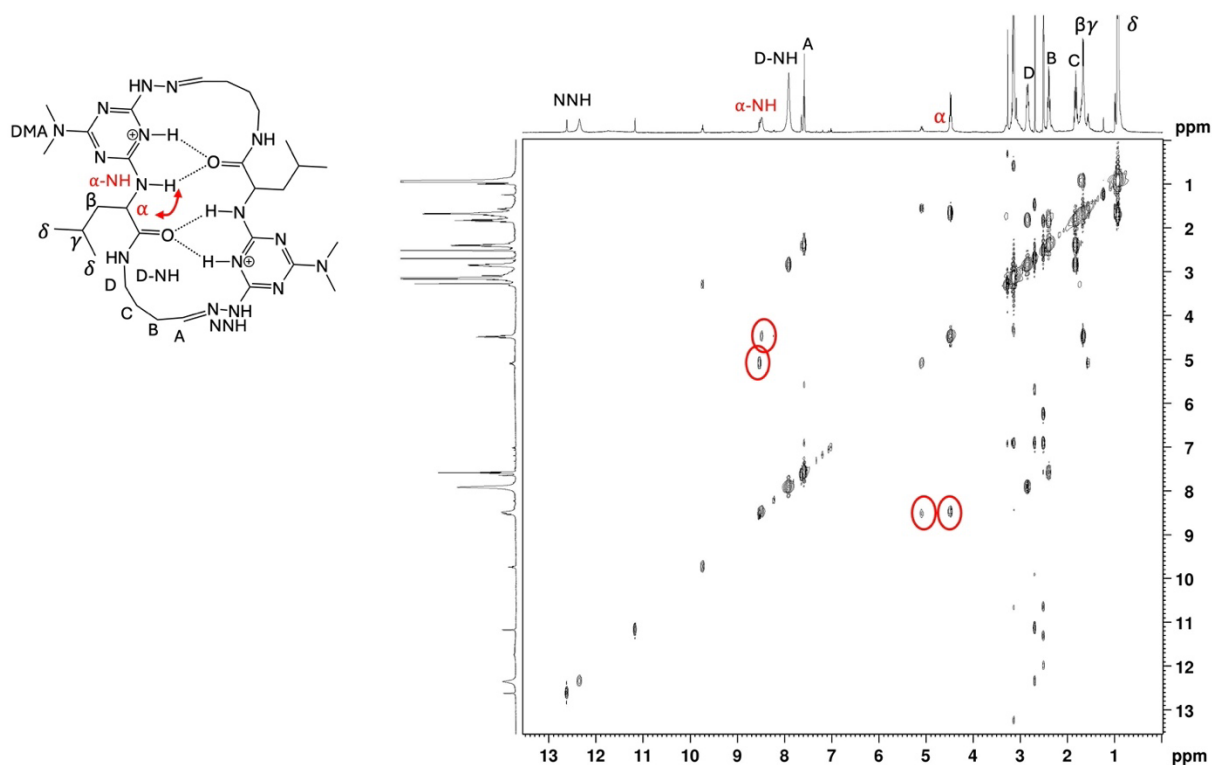 HN-N
N
DMA
N
N
N+-H
N
N
O
HN
α-NH
N-H
β
α
δ
γ
O
H-N
δ
HN
D-NH
H-N+
N
N
N
D
C
B
A
N
NH
NNH
NNH
α-NH
D-NH
A
α
D
B
C
βγ
δ
ppm
1
2
3
4
5
6
7
8
9
10
11
12
13
13 12 11 10 9 8 7 6 5 4 3 2 1 ppm